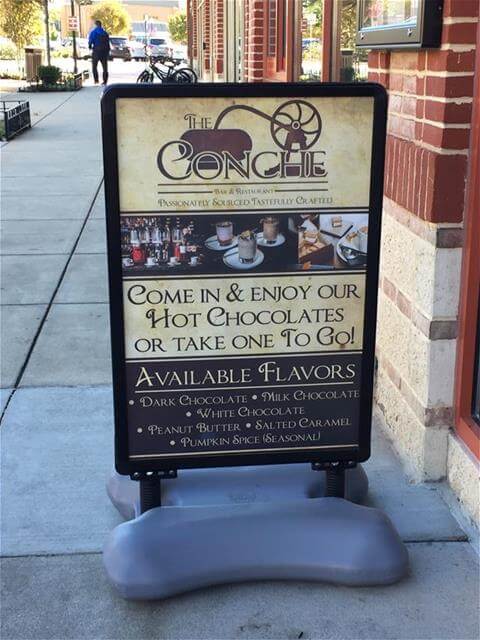 THE
CONCHE
BAR & RESTAURANT
PASSIONATELY SOURCED TASTEFULLY CRAFTED
COME IN & ENJOY OUR
HOT CHOCOLATES
OR TAKE ONE TO GO!
AVAILABLE FLAVORS
• DARK CHOCOLATE • MILK CHOCOLATE
• WHITE CHOCOLATE
• PEANUT BUTTER • SALTED CARAMEL
• PUMPKIN SPICE (SEASONAL)